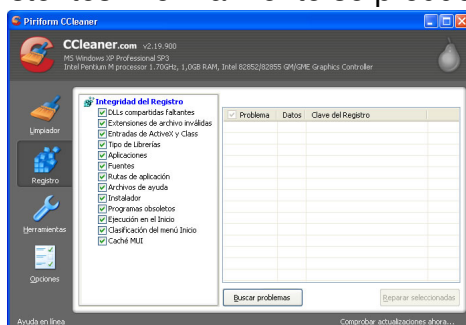 Piriform CCleaner
CCleaner.com v2.19.900
MS Windows XP Professional SP3
Intel Pentium M processor 1.70GHz, 1,0GB RAM, Intel 82852/82855 GM/GME Graphics Controller
Limpiador
Registro
Herramientas
Opciones
Integridad del Registro
DLLs compartidas faltantes
Extensiones de archivo inválidas
Entradas de ActiveX y Class
Tipo de Librerías
Aplicaciones
Fuentes
Rutas de aplicación
Archivos de ayuda
Instalador
Programas obsoletos
Ejecución en el Inicio
Clasificación del menú Inicio
Caché MUI
Problema Datos Clave del Registro
Buscar problemas
Reparar seleccionadas
Ayuda en línea
Comprobar actualizaciones ahora...